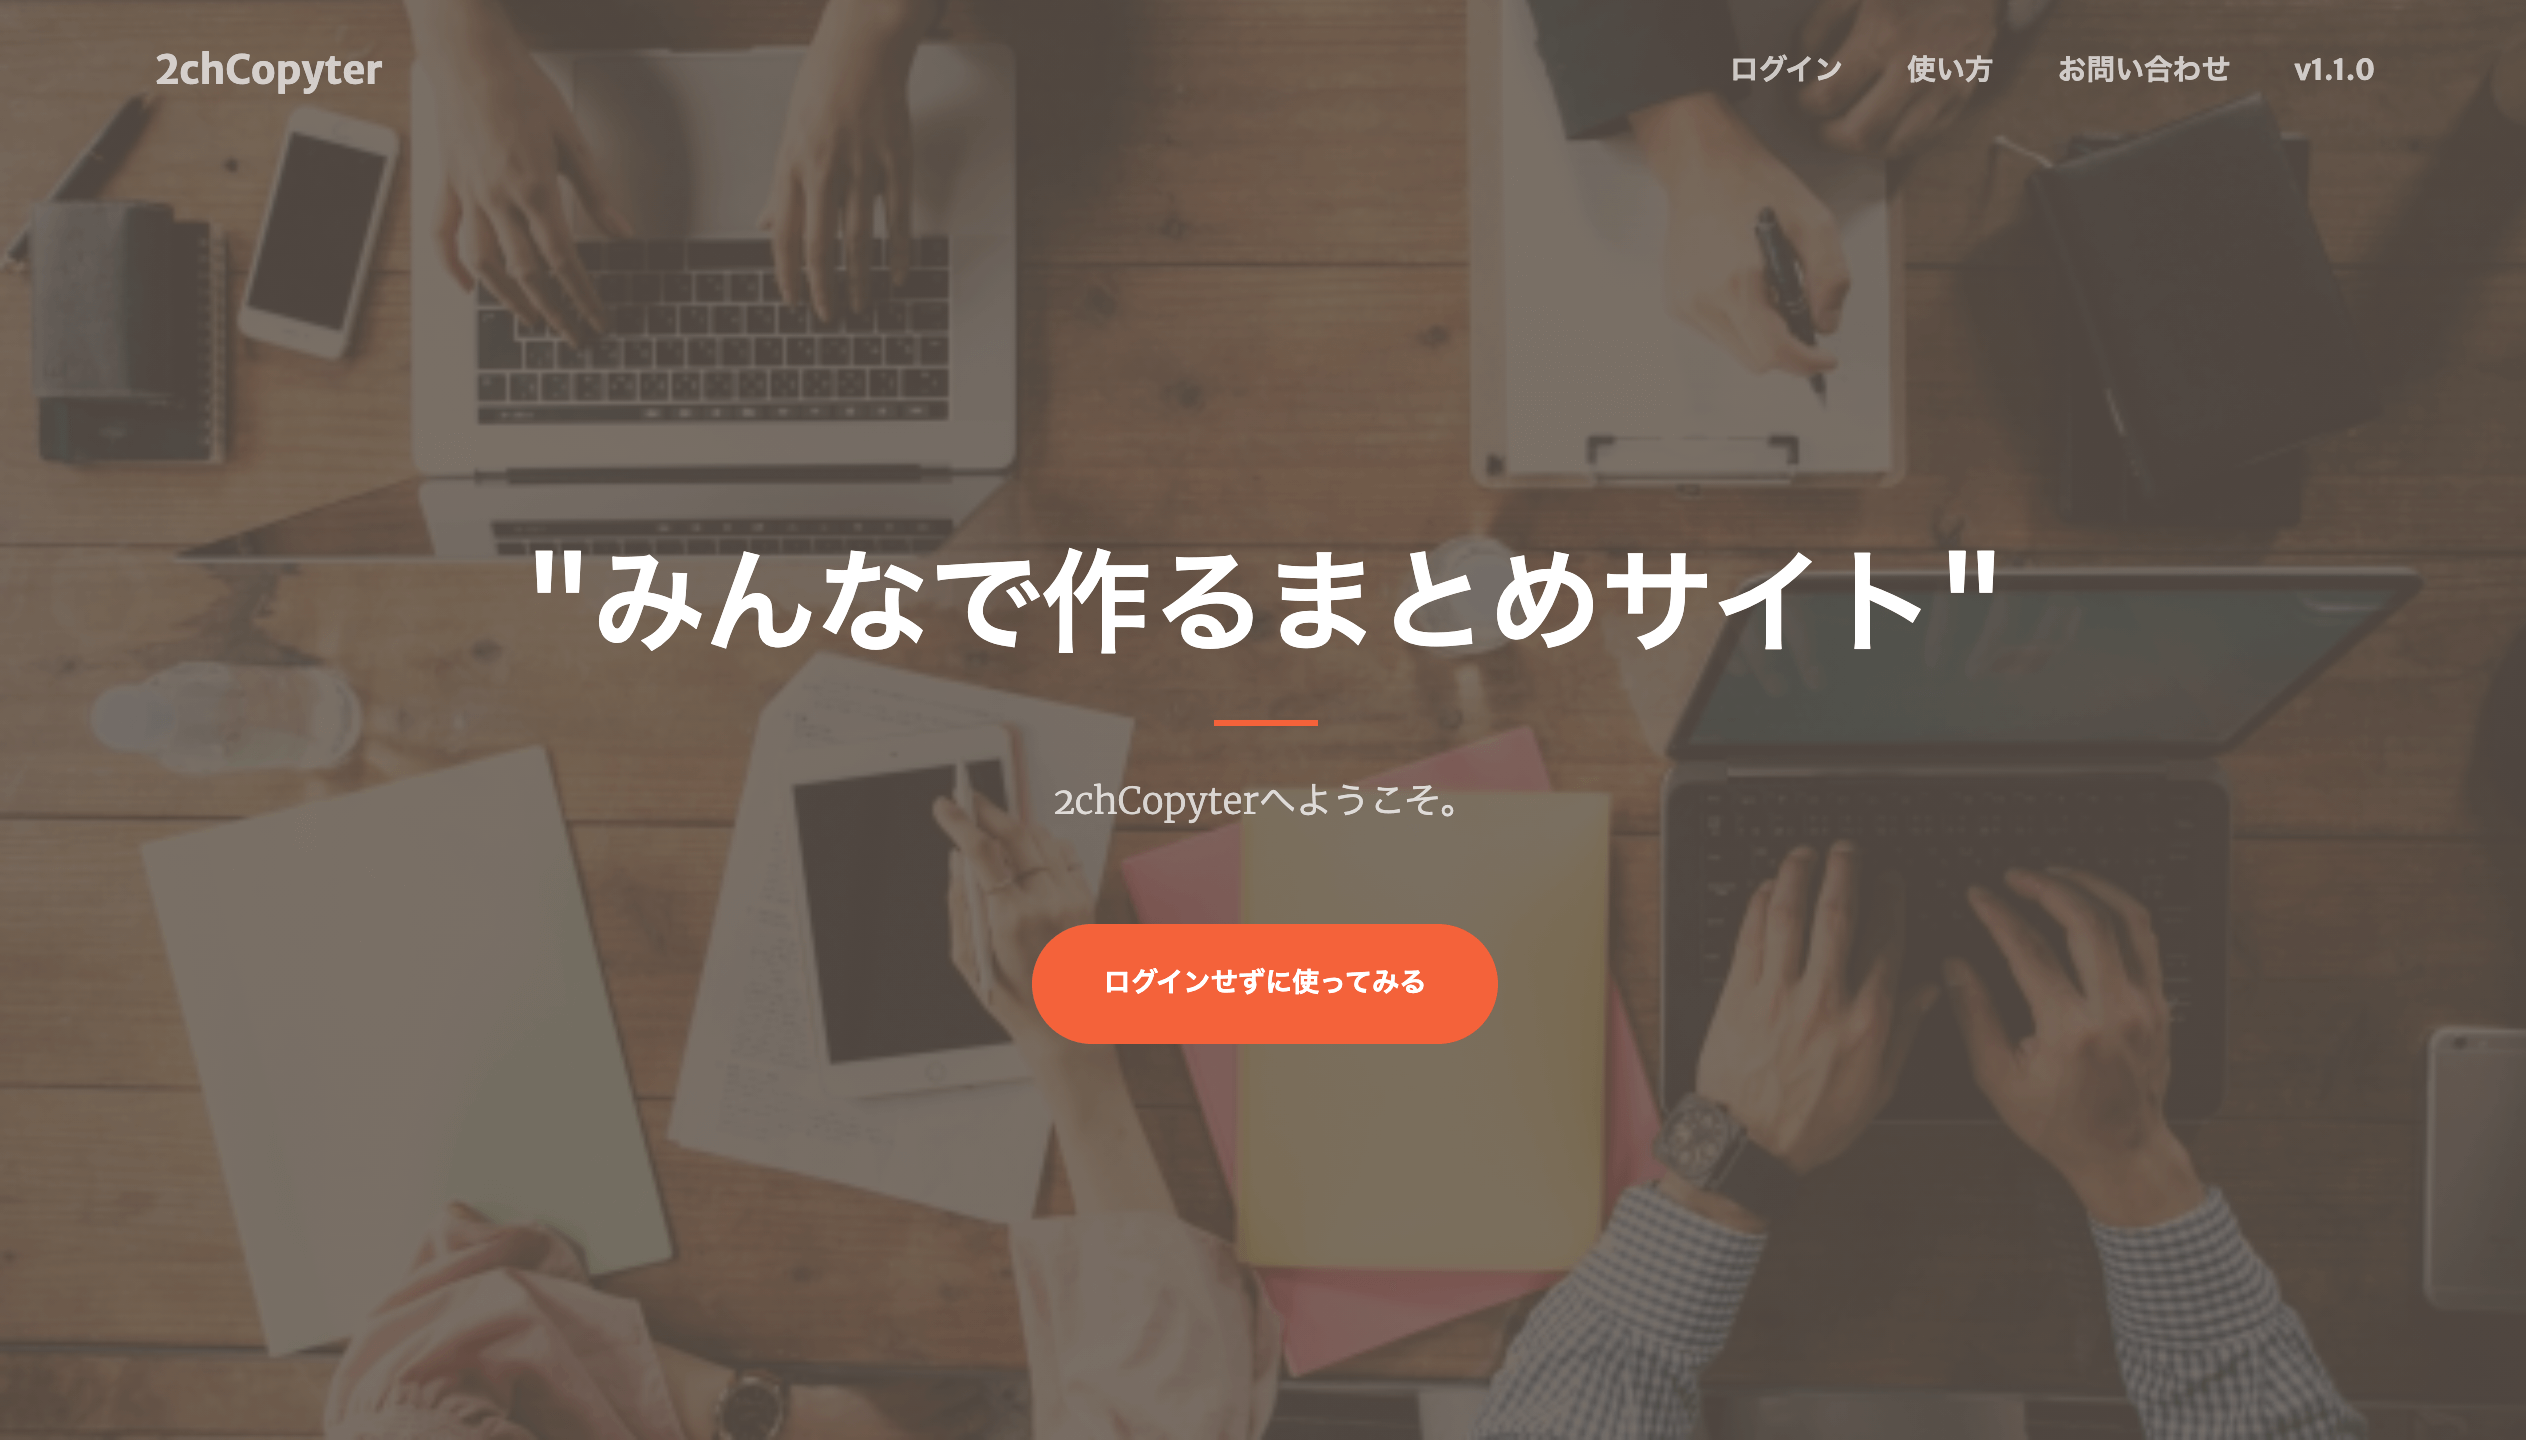 2chCopyter
ログイン 使い方 お問い合わせ v1.1.0
"みんなで作るまとめサイト"
2chCopyterへようこそ。
ログインせずに使ってみる